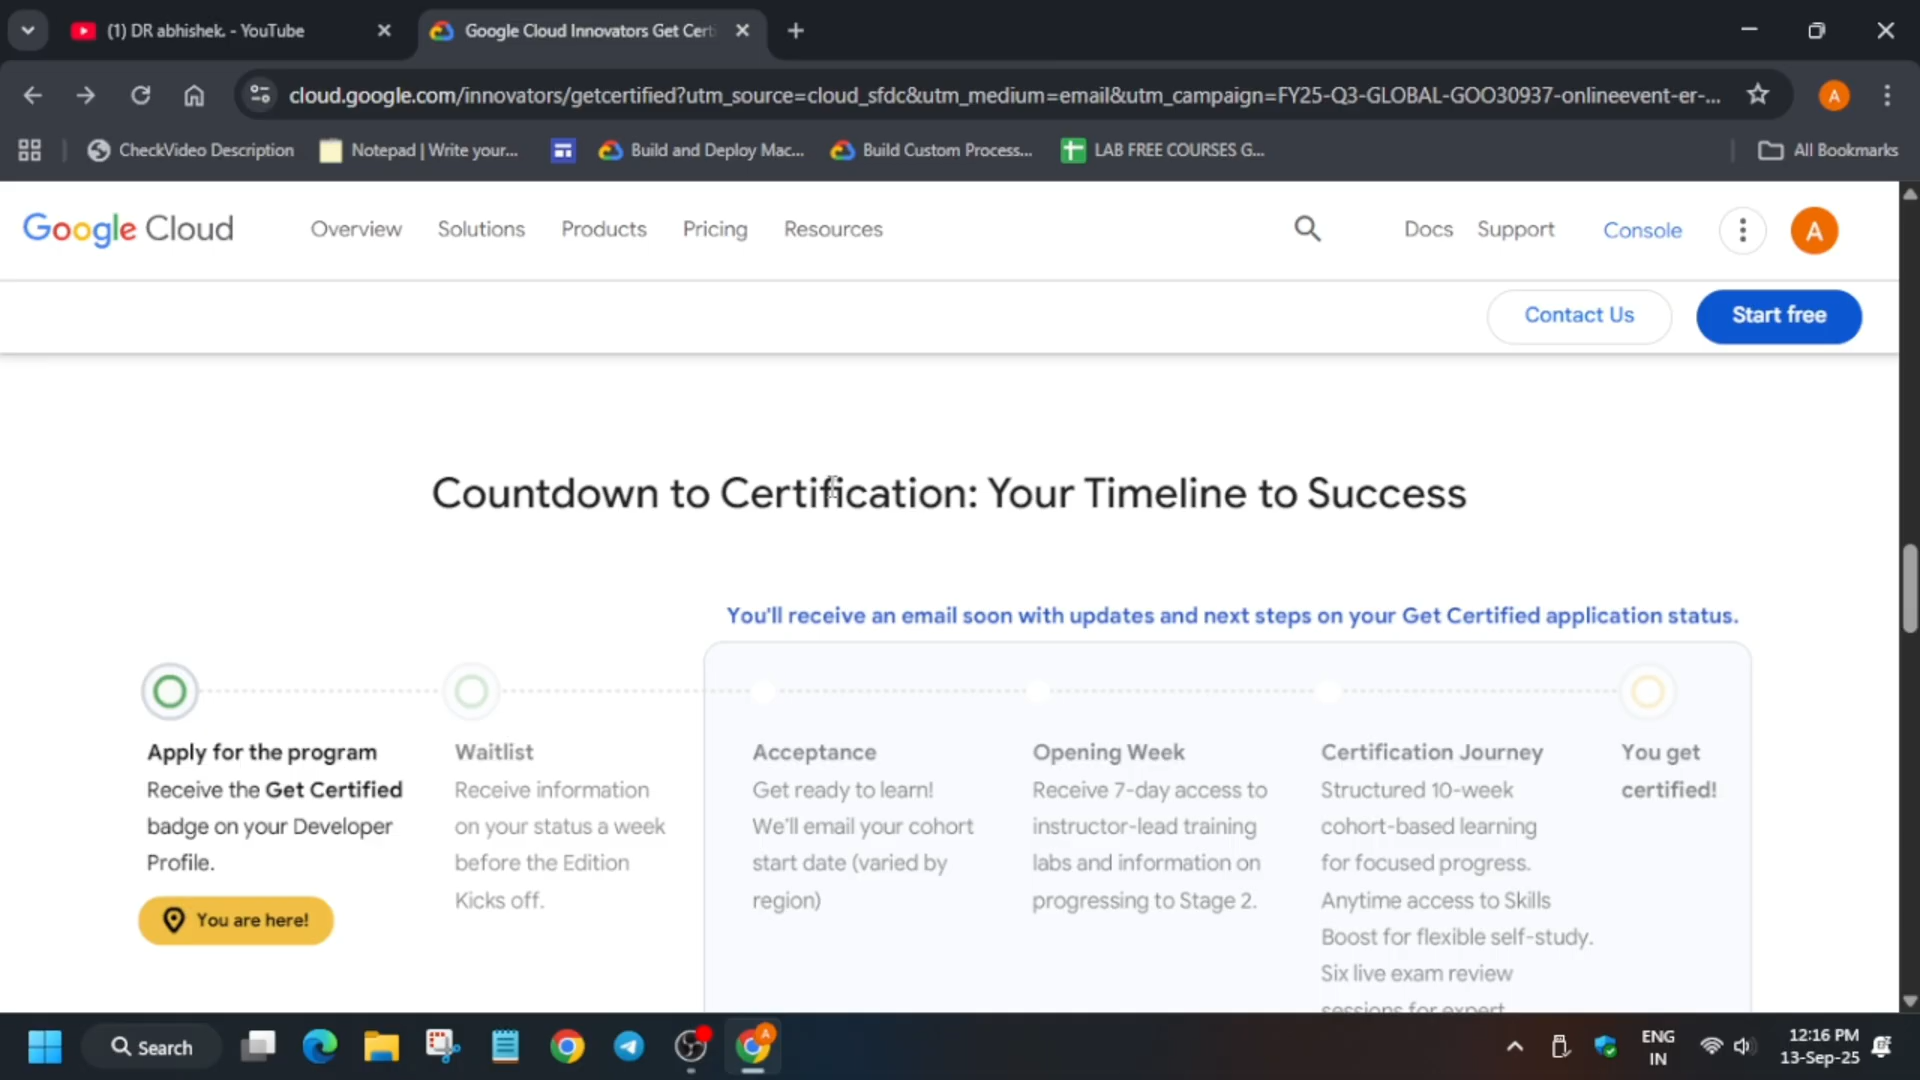 (1) DR abhishek. - YouTube
Google Cloud Innovators Get Cert
cloud.google.com/innovators/getcertified?utm_source=cloud_sfdc&utm_medium=email&utm_campaign=FY25-Q3-GLOBAL-GOO30937-onlineevent-er-...
A
CheckVideo Description
Notepad | Write your...
Build and Deploy Mac...
Build Custom Process...
LAB FREE COURSES G...
All Bookmarks
Google Cloud
Overview
Solutions
Products
Pricing
Resources
Docs
Support
Console
A
Contact Us
Start free
Countdown to Certification: Your Timeline to Success
You'll receive an email soon with updates and next steps on your Get Certified application status.
Apply for the program
Receive the Get Certified
badge on your Developer
Profile.
You are here!
Waitlist
Receive information
on your status a week
before the Edition
Kicks off.
Acceptance
Get ready to learn!
We'll email your cohort
start date (varied by
region)
Opening Week
Receive 7-day access to
instructor-lead training
labs and information on
progressing to Stage 2.
Certification Journey
Structured 10-week
cohort-based learning
for focused progress.
Anytime access to Skills
Boost for flexible self-study.
Six live exam review
sessions for expert
You get
certified!
Search
A
ENG
IN
12:16 PM
13-Sep-25